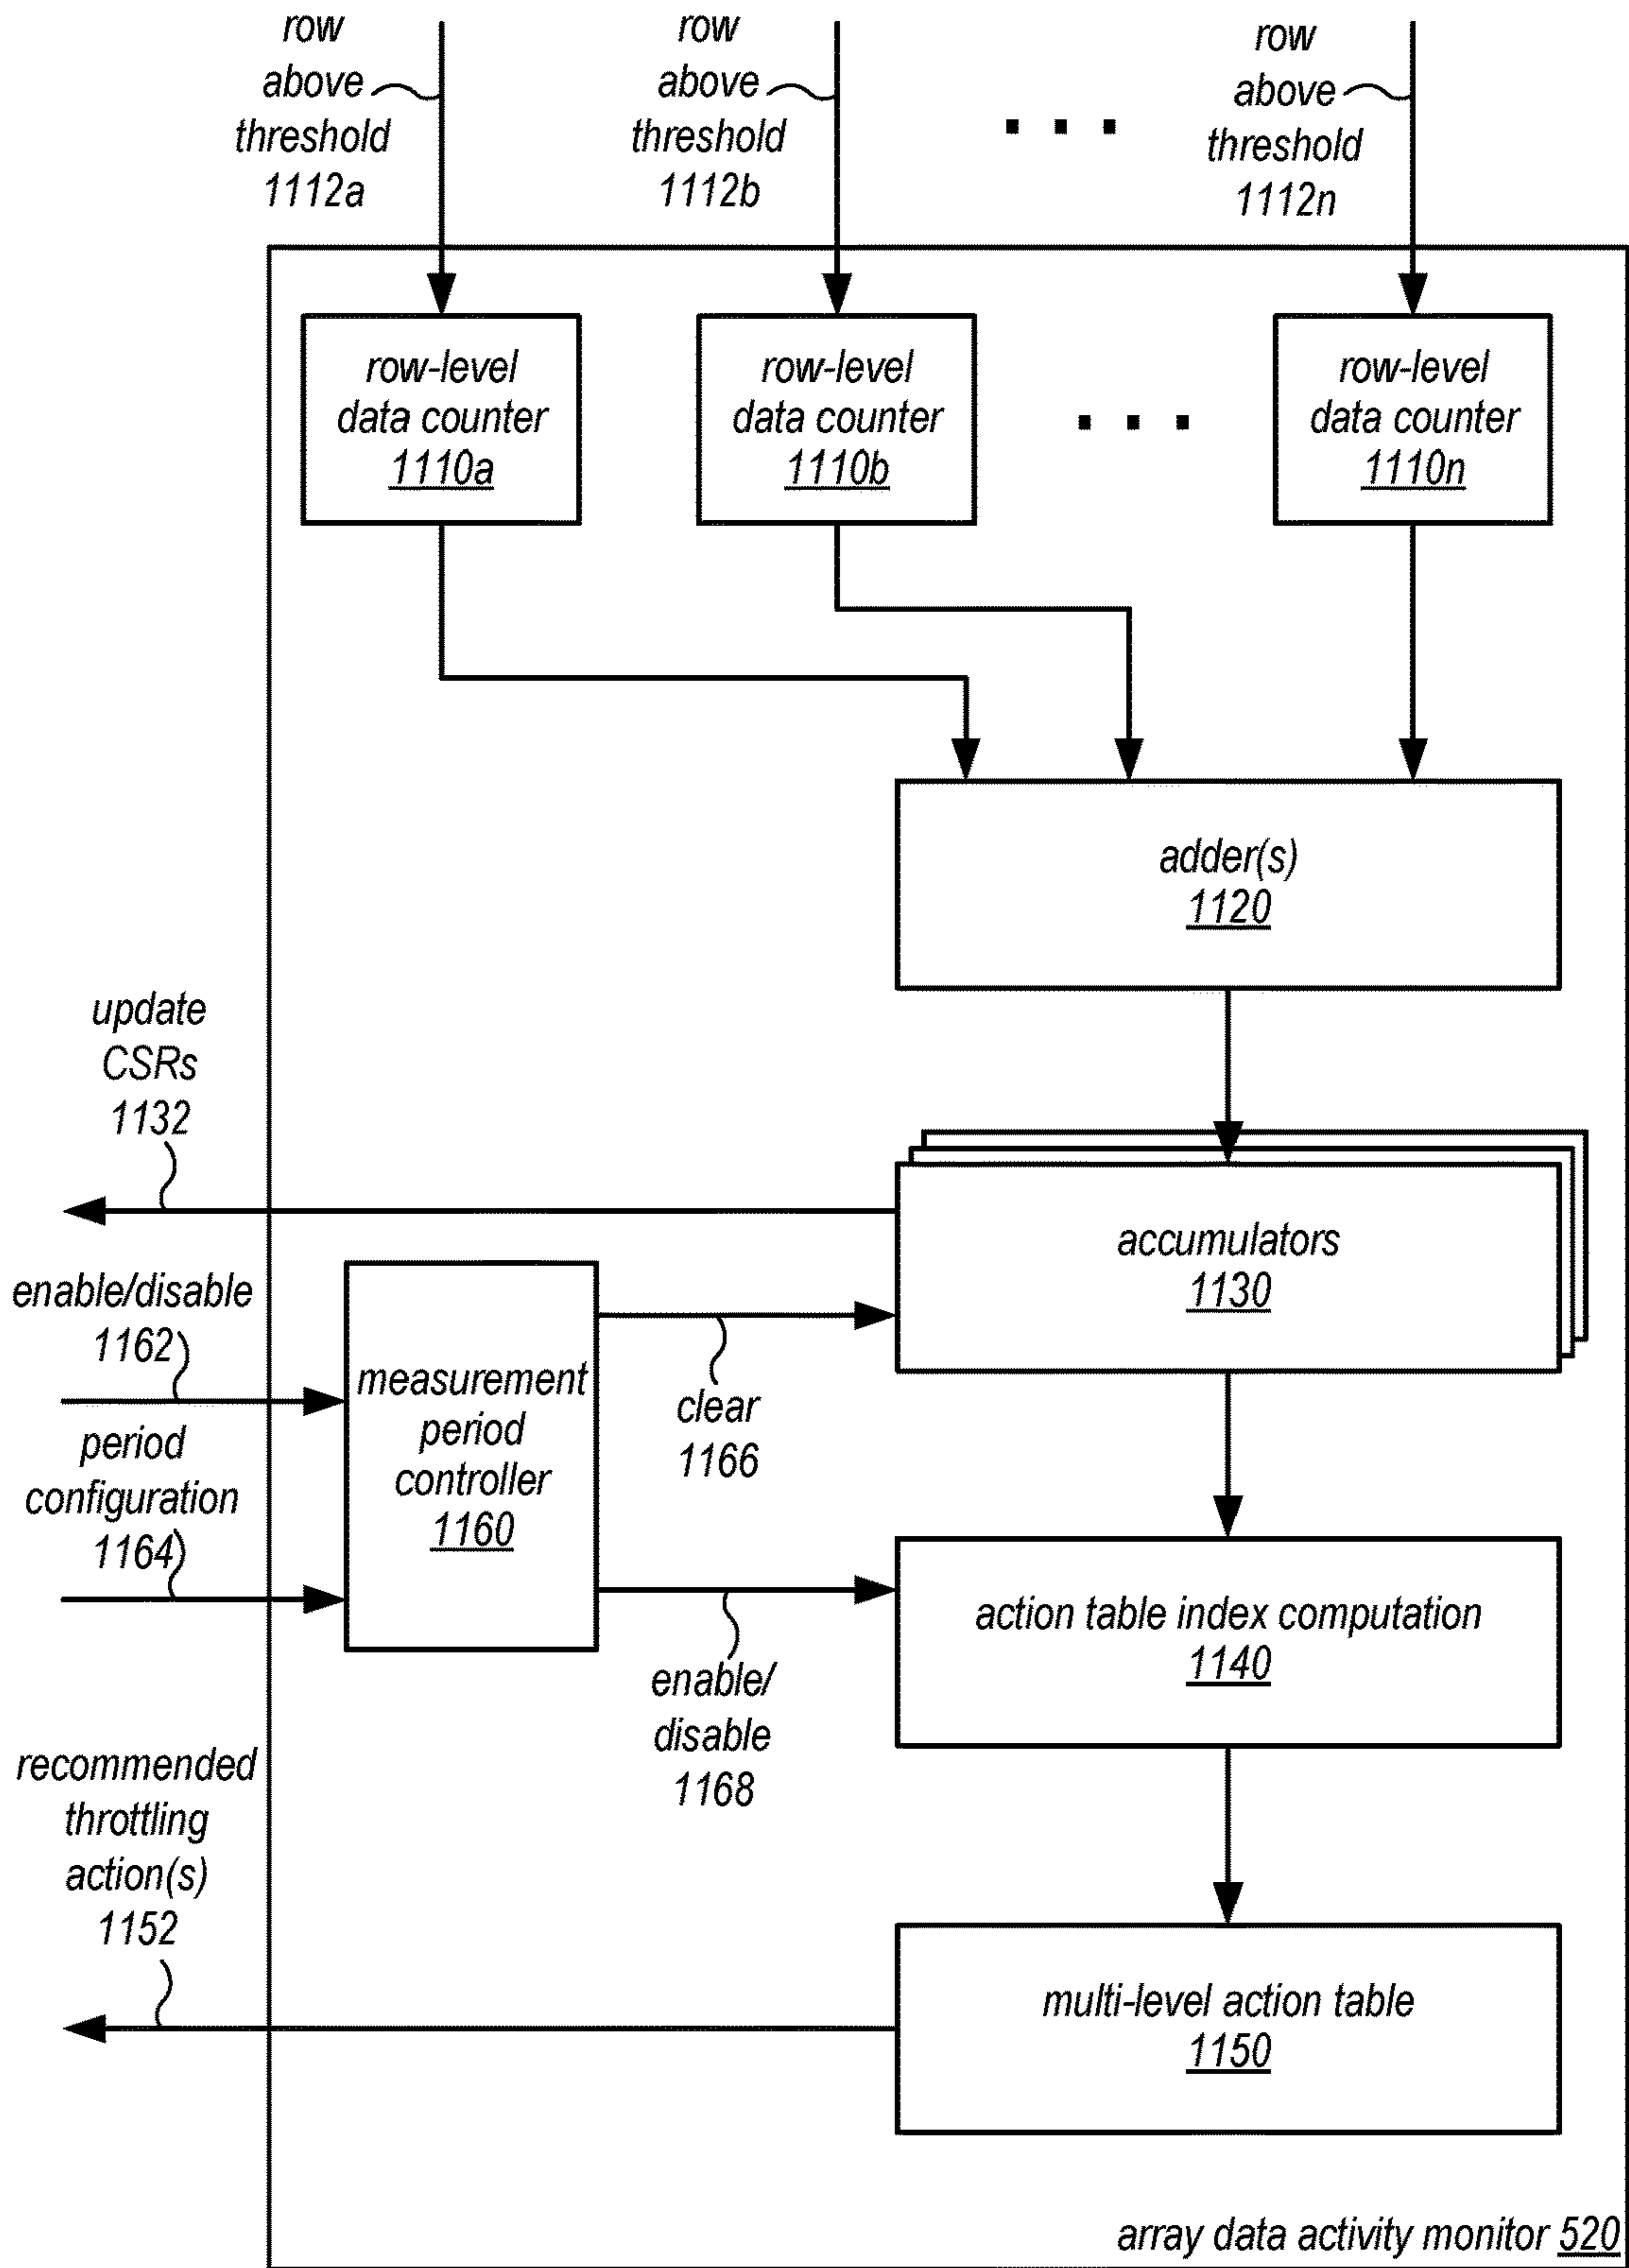 row
above
threshold
1112a
row
above
threshold
1112b
row
above
threshold
1112n
row-level
data counter
1110a
row-level
data counter
1110b
row-level
data counter
1110n
adder(s)
1120
update
CSRs
1132
accumulators
1130
enable/disable
1162
measurement
period
controller
1160
clear
1166
period
configuration
1164
action table index computation
1140
enable/
disable
1168
recommended
throttling
action(s)
1152
multi-level action table
1150
array data activity monitor 520